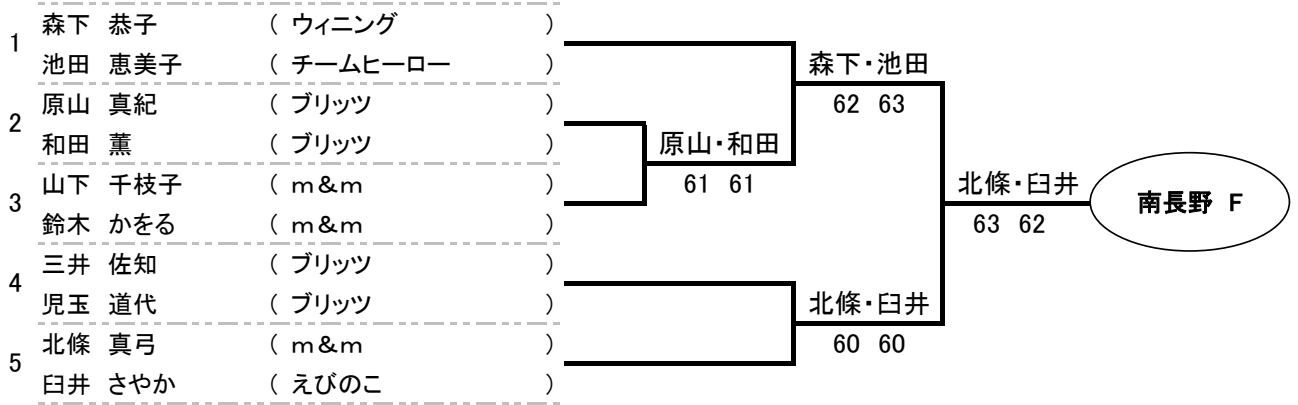 1
森下 恭子 ( ウィニング )
池田 恵美子 ( チームヒーロー )
2
原山 真紀 ( ブリッツ )
和田 薫 ( ブリッツ )
3
山下 千枝子 ( m&m )
鈴木 かをる ( m&m )
4
三井 佐知 ( ブリッツ )
児玉 道代 ( ブリッツ )
5
北條 真弓 ( m&m )
臼井 さやか ( えびのこ )
原山・和田
61 61
森下・池田
62 63
北條・臼井
60 60
北條・臼井
63 62
南長野 F